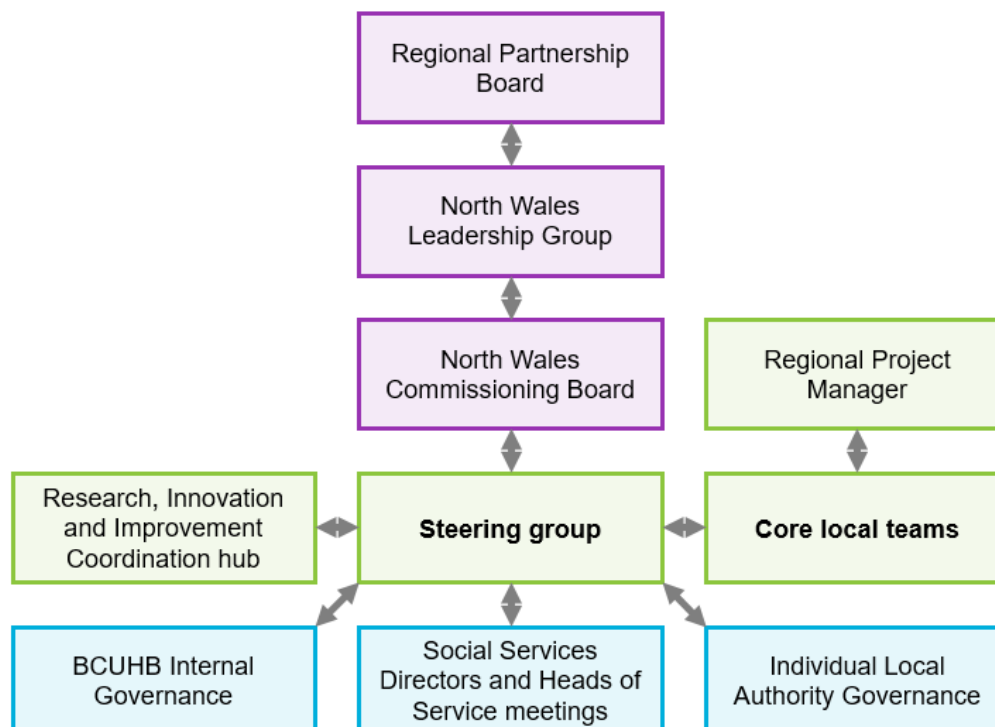 Regional Partnership
Board
North Wales
Leadership Group
North Wales
Commissioning Board
Regional Project
Manager
Research, Innovation
and Improvement
Coordination hub
Steering group
Core local teams
BCUHB Internal
Governance
Social Services
Directors and Heads of
Service meetings
Individual Local
Authority Governance